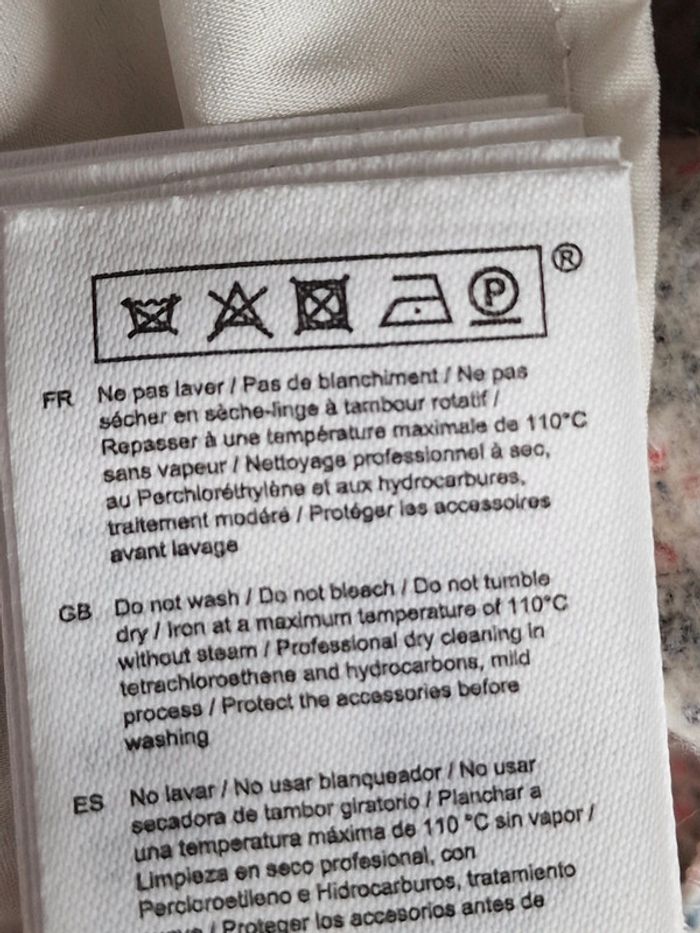 ®
P
FR Ne pas laver / Pas de blanchiment / Ne pas
sécher en sèche-linge à tambour rotatif /
Repasser à une température maximale de 110°C
sans vapeur / Nettoyage professionnel à sec,
au Perchloréthylène et aux hydrocarbures,
traitement modéré / Protéger les accessoires
avant lavage
GB Do not wash / Do not bleach / Do not tumble
dry / Iron at a maximum temperature of 110°C
without steam / Professional dry cleaning in
tetrachloroethene and hydrocarbons, mild
process / Protect the accessories before
washing
ES No lavar / No usar blanqueador / No usar
secadora de tambor giratorio / Planchar a
una temperatura máxima de 110 °C sin vapor /
Limpieza en seco profesional, con
Percloroetileno e Hidrocarburos, tratamiento
/ Proteger los accesorios antes de